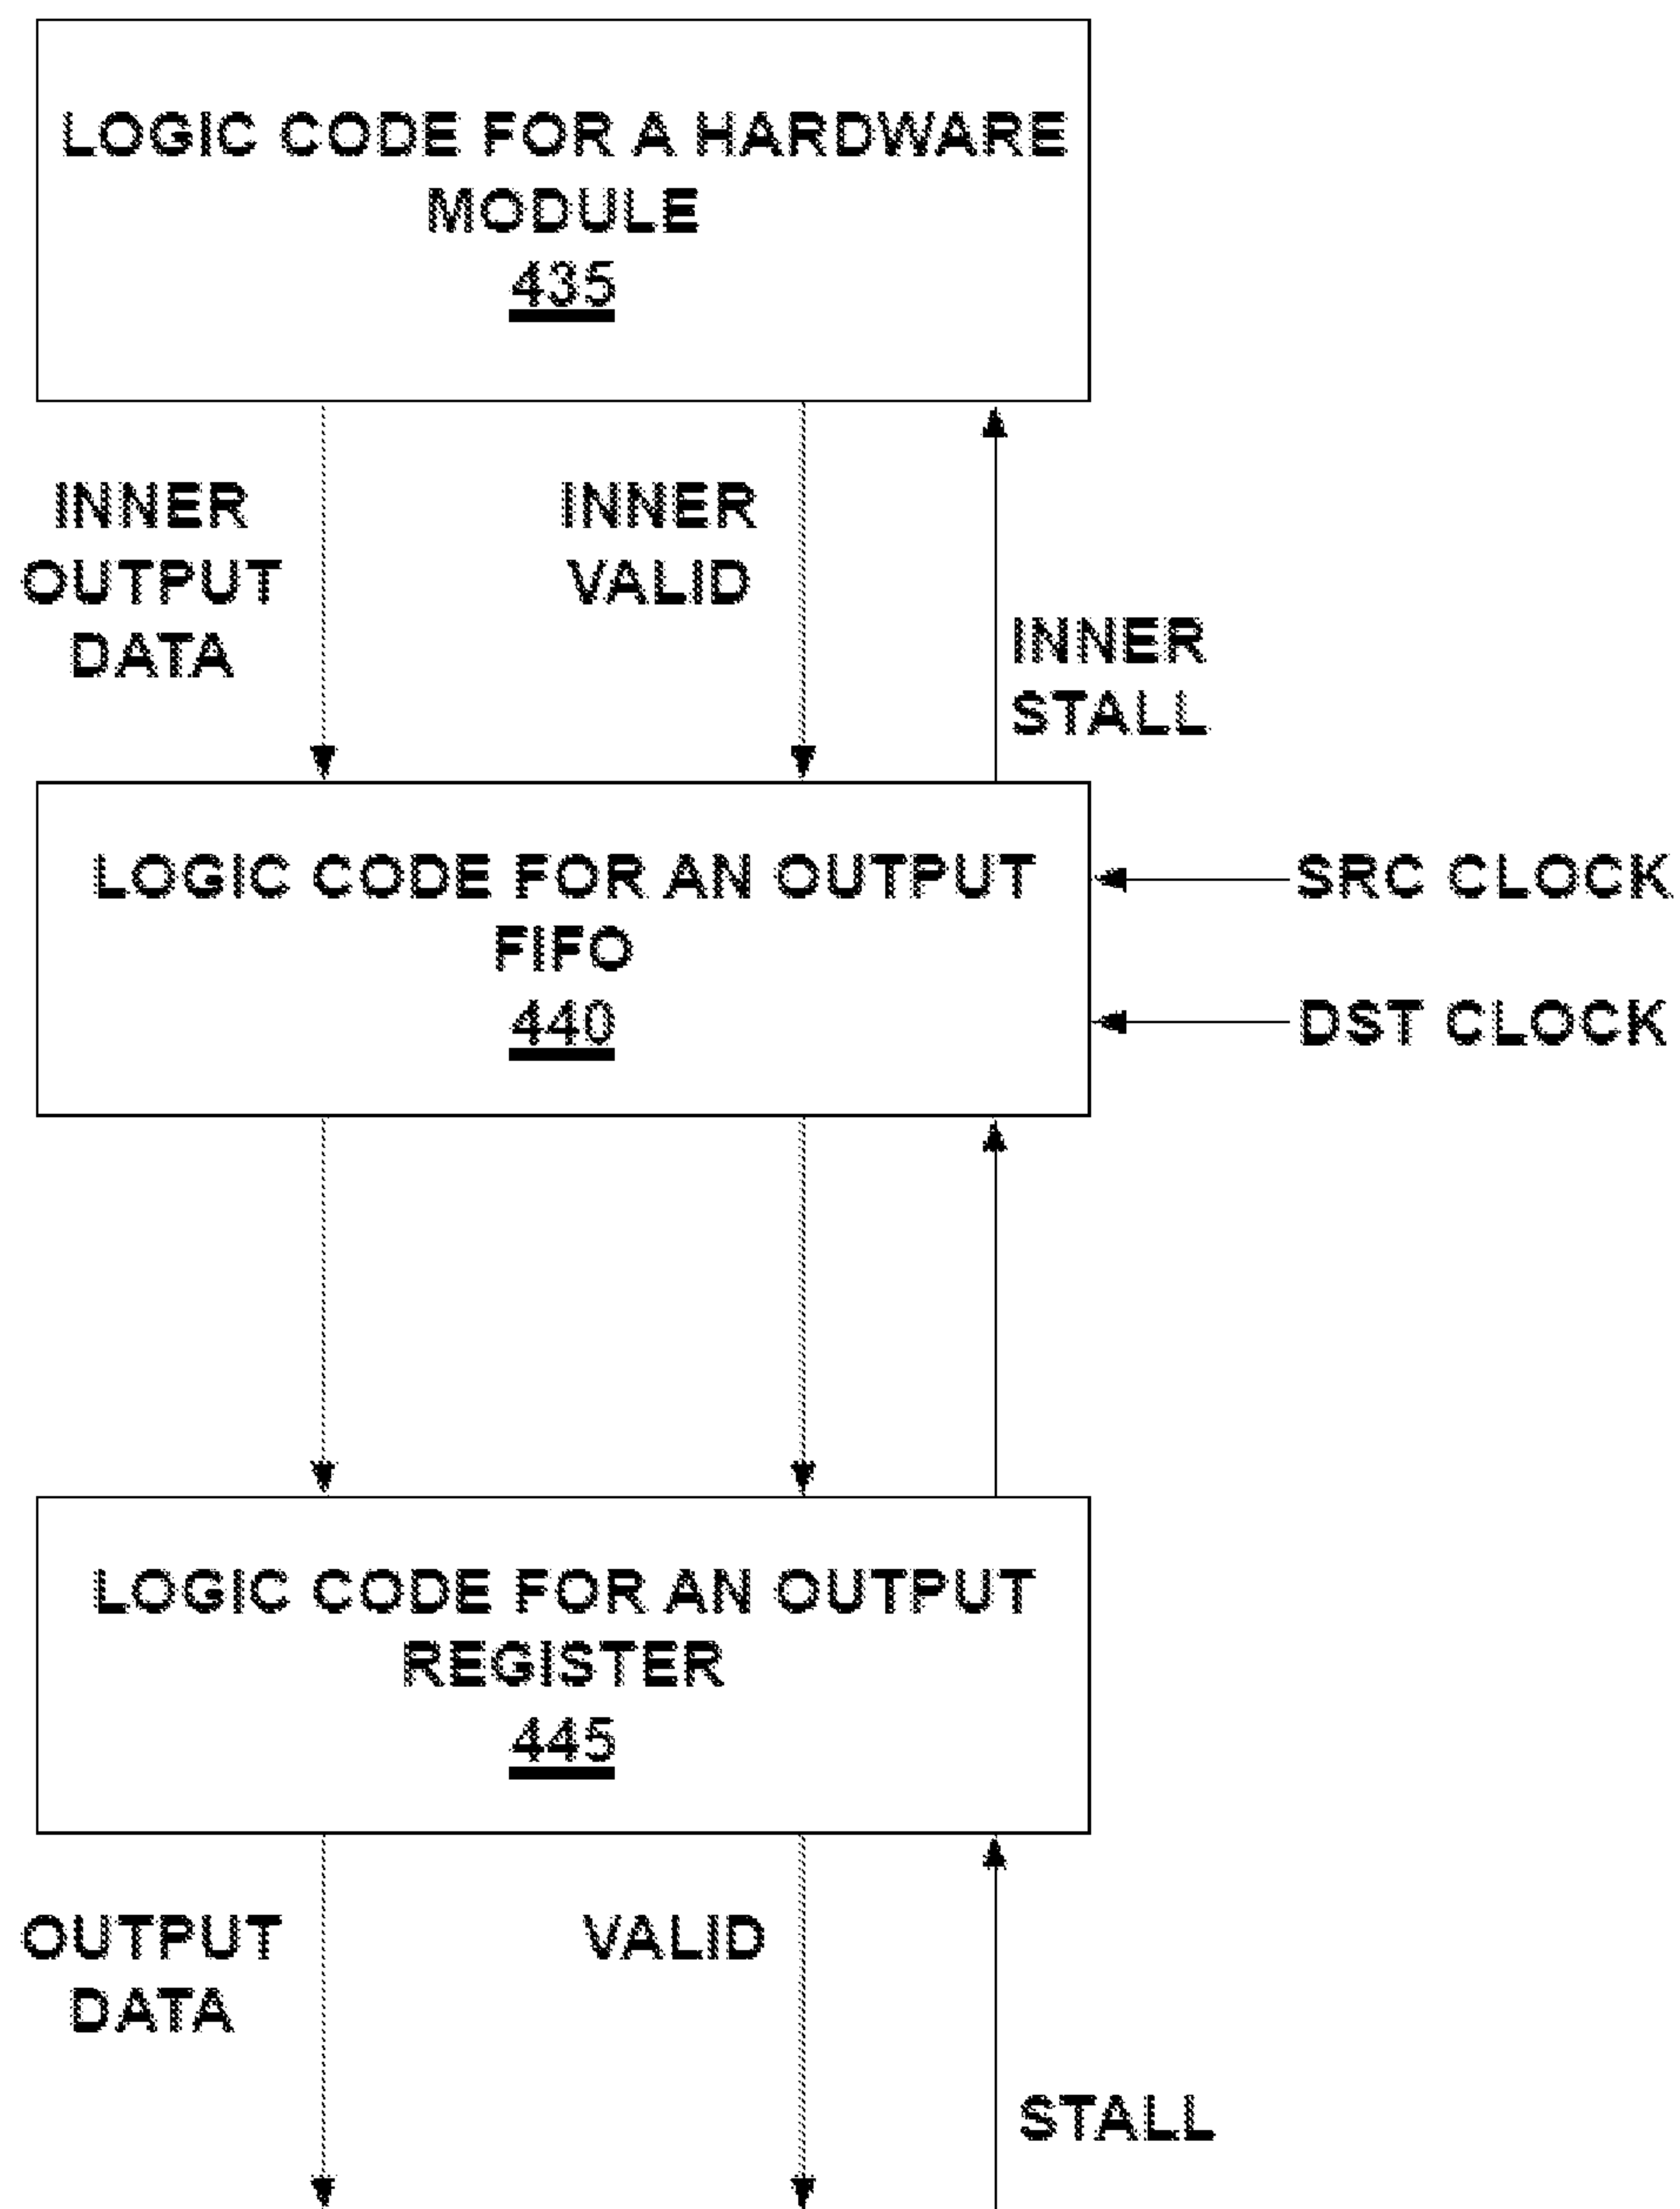 LOGIC CODE FOR A HARDWARE
MODULE
435
INNER
OUTPUT
DATA
INNER
VALID
INNER
STALL
LOGIC CODE FOR AN OUTPUT
FIFO
440
SRC CLOCK
DST CLOCK
LOGIC CODE FOR AN OUTPUT
REGISTER
445
OUTPUT
DATA
VALID
STALL